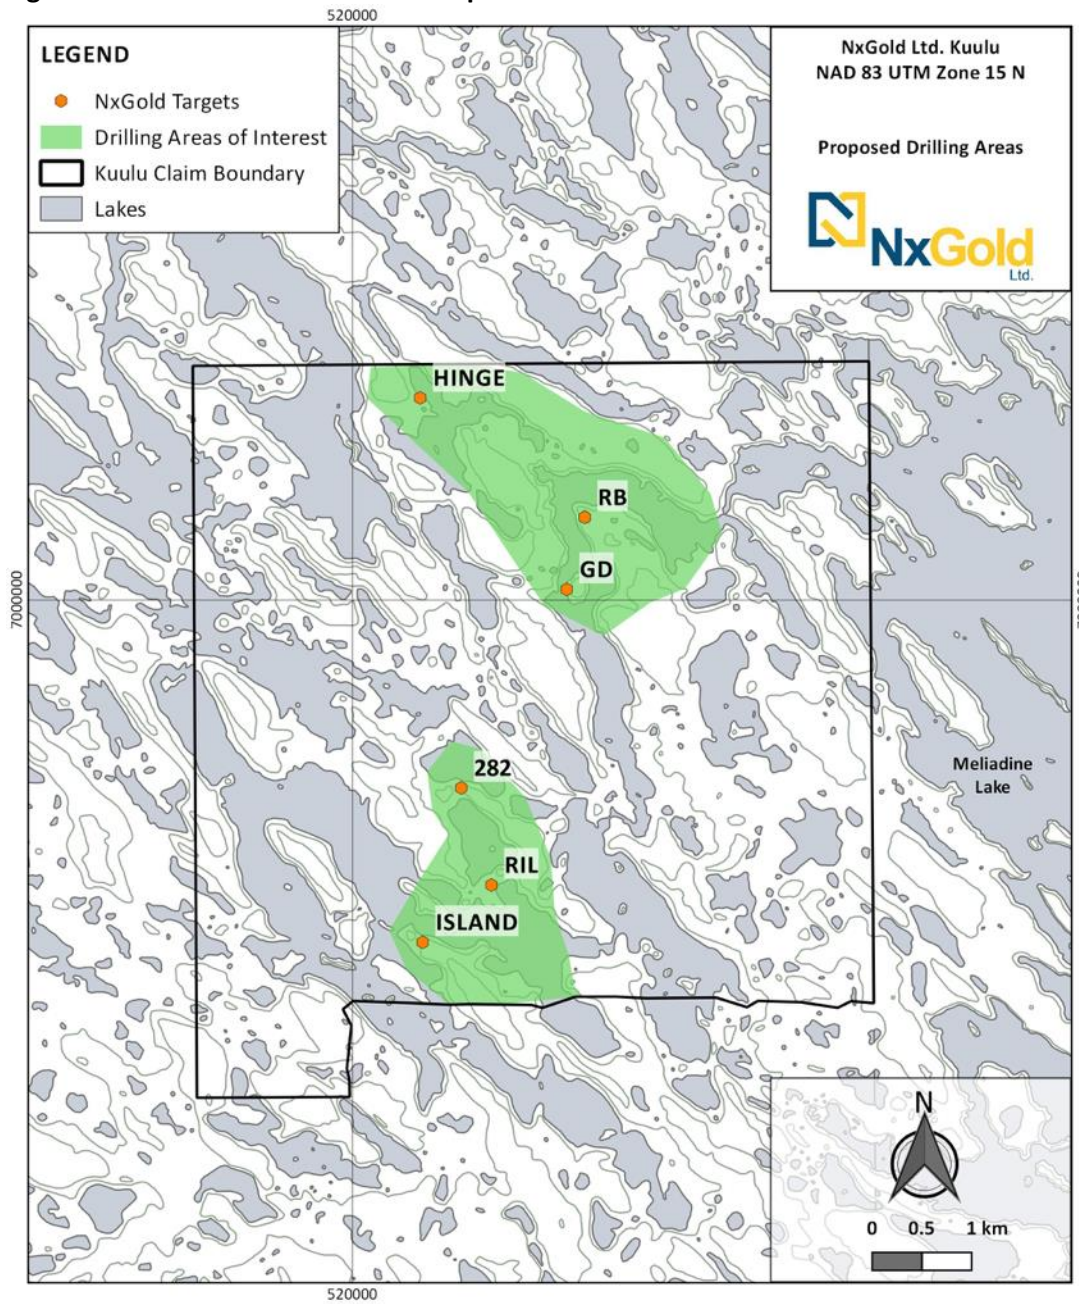 520000
LEGEND
NxGold Targets
Drilling Areas of Interest
Kuulu Claim Boundary
Lakes
NxGold Ltd. Kuulu
NAD 83 UTM Zone 15 N
Proposed Drilling Areas
NxGold
Ltd.
HINGE
RB
GD
7000000
282
Meliadine
Lake
RIL
ISLAND
N
0 0.5 1 km
520000